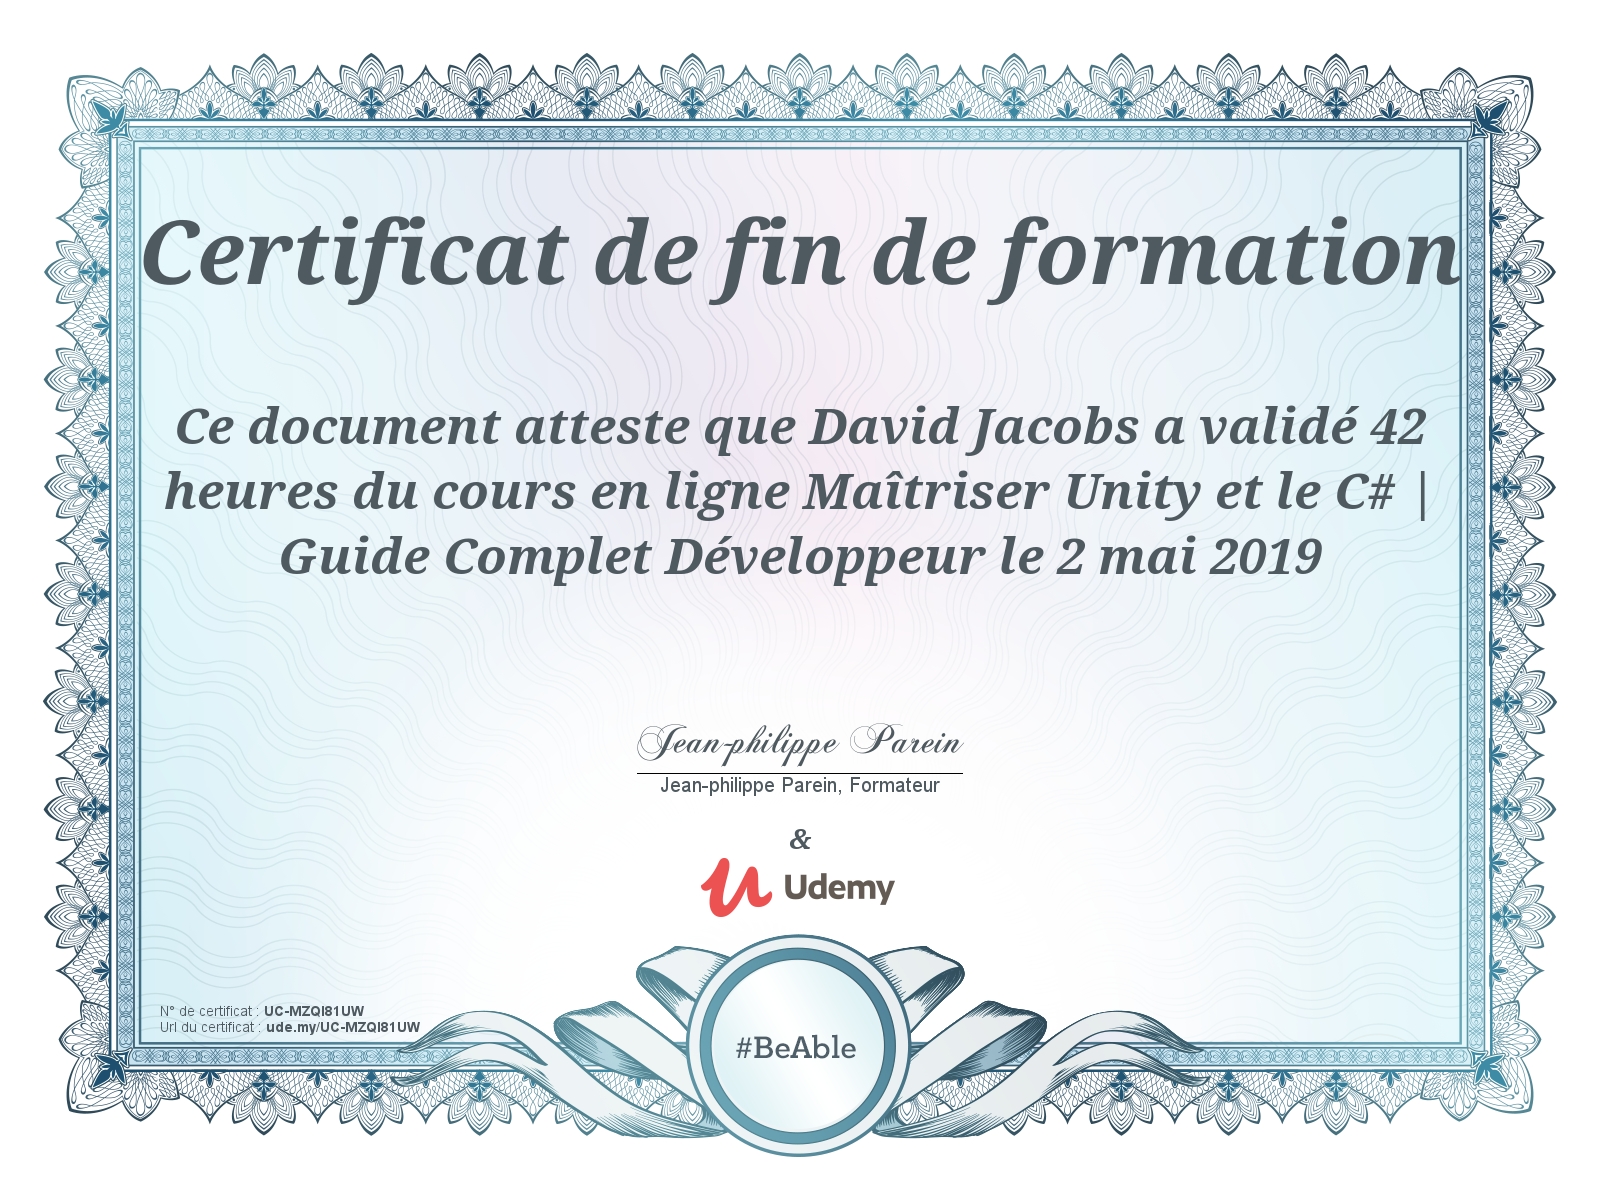 Certificat de fin de formation
Ce document atteste que David Jacobs a validé 42
heures du cours en ligne Maîtriser Unity et le C# |
Guide Complet Développeur le 2 mai 2019
Jean-philippe Parein
Jean-philippe Parein, Formateur
&
Udemy
N° de certificat : UC-MZQI81UW
Url du certificat : ude.my/UC-MZQI81UW
#BeAble